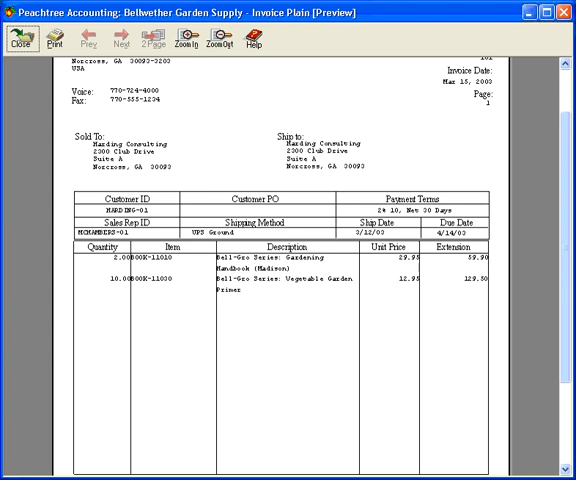 Peachtree Accounting: Bellwether Garden Supply - Invoice Plain [Preview]
Close Print Prev Next 2 Page Zoom In Zoom Out Help
Norcross, GA 30093-3203
USA
Invoice Date:
Mar 15, 2003
Voice: 770-724-4000
Fax: 770-555-1234
Page:
1
Sold To: Ship to:
Harding Consulting Harding Consulting
2300 Club Drive 2300 Club Drive
Suite A Suite A
Norcross, GA 30093 Norcross, GA 30093
Customer ID Customer PO Payment Terms
HARDING-01 2% 10, Net 30 Days
Sales Rep ID Shipping Method Ship Date Due Date
MCHAMBERS-01 UPS Ground 3/12/03 4/14/03
Quantity Item Description Unit Price Extension
2.00 BOOK-11010 Bell-Gro Series: Gardening 29.95 59.90
Handbook (Madison)
10.00 BOOK-11030 Bell-Gro Series: Vegetable Garden 12.95 129.50
Primer